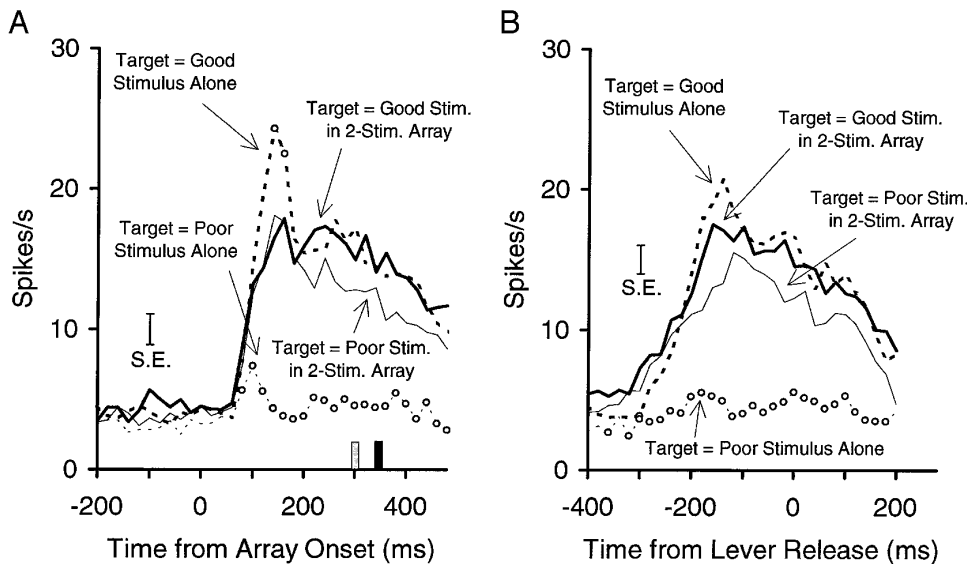 A
30
20
10
0
Spikes/s
Target = Good
Stimulus Alone
Target = Good Stim.
in 2-Stim. Array
Target = Poor
Stimulus Alone
S.E.
Target = Poor Stim.
in 2-Stim. Array
-200
0
200
400
Time from Array Onset (ms)
B
30
20
10
0
Spikes/s
Target = Good
Stimulus Alone
Target = Good Stim.
in 2-Stim. Array
Target = Poor Stim.
in 2-Stim. Array
S.E.
Target = Poor Stimulus Alone
-400
-200
0
200
Time from Lever Release (ms)